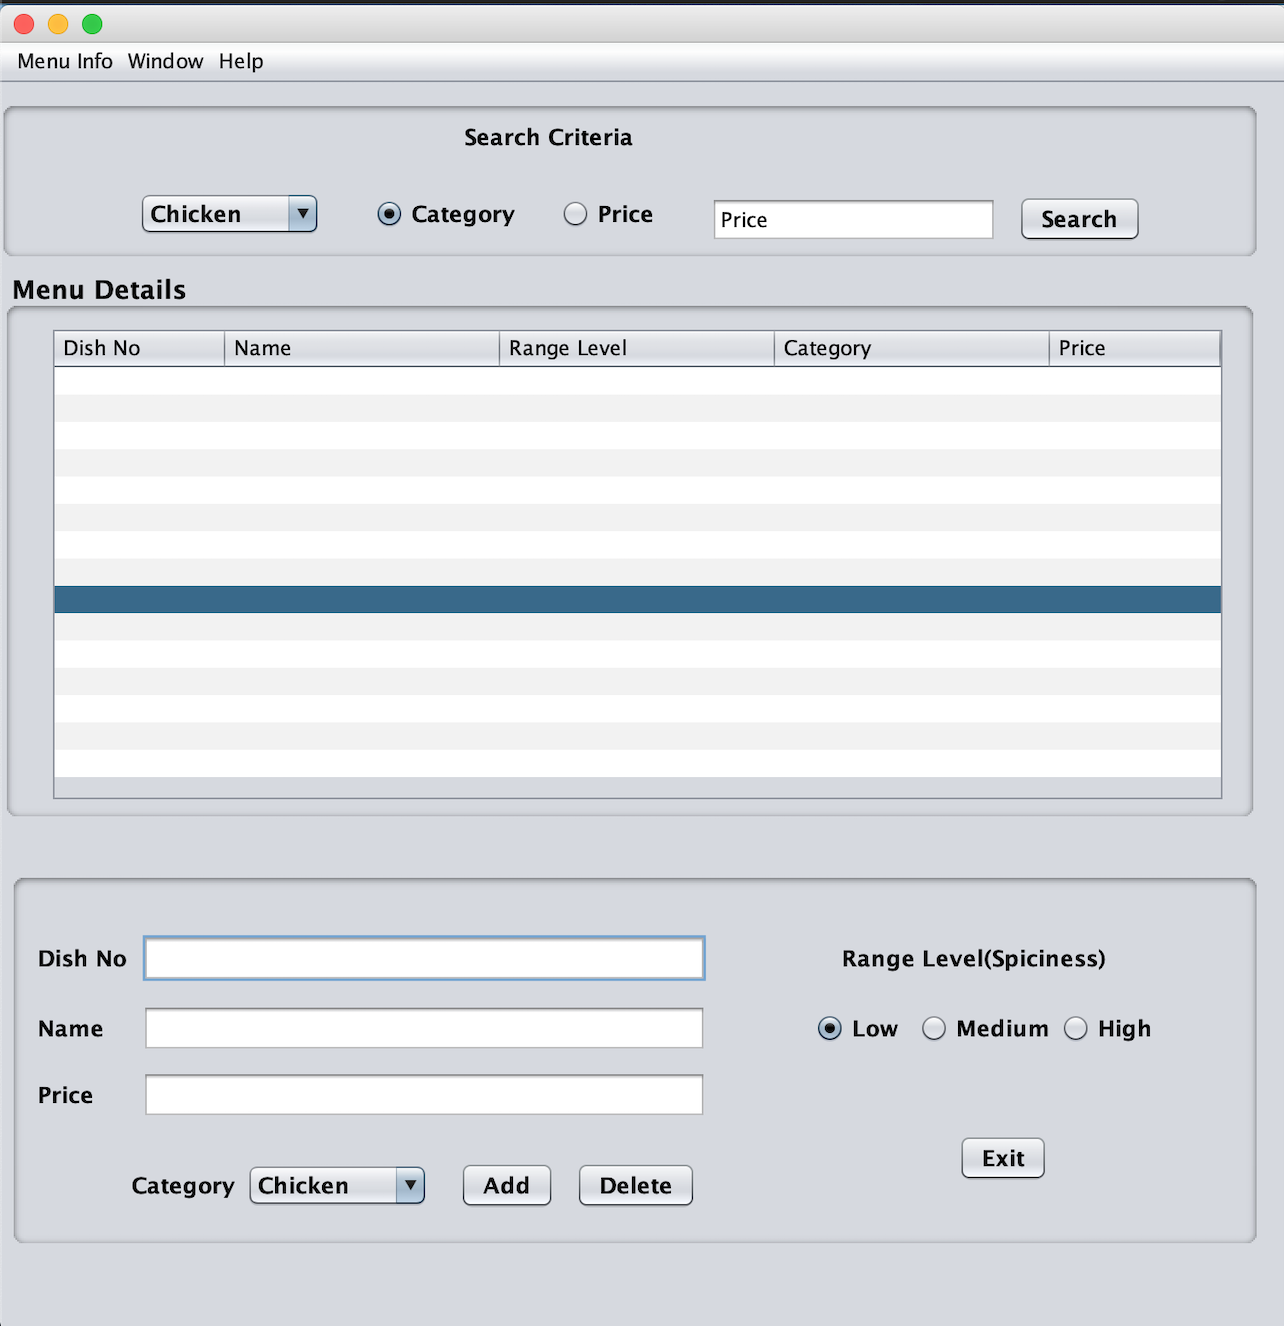 Menu Info Window Help
Search Criteria
Chicken Category Price Price Search
Menu Details
Dish No Name Range Level Category Price
Dish No Range Level(Spiciness)
Name Low Medium High
Price
Exit
Category Chicken Add Delete